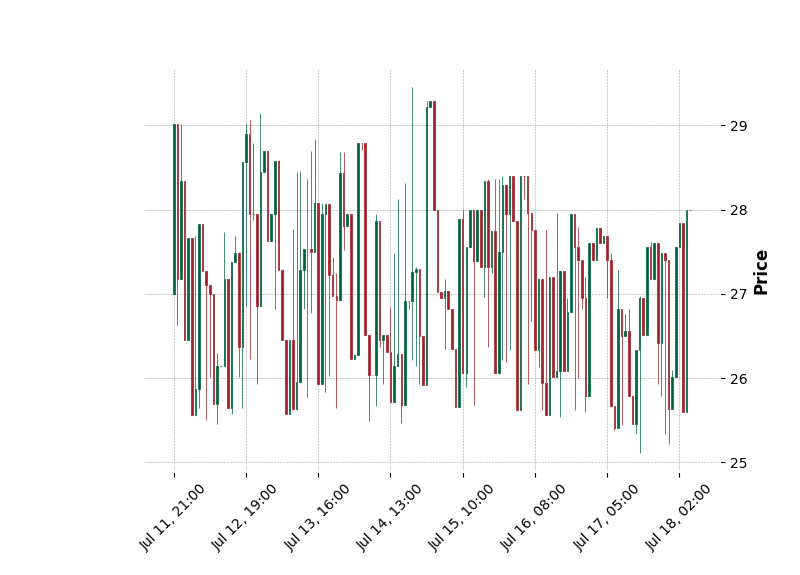 29
28
27
26
25
Price
Jul 11, 21:00
Jul 12, 19:00
Jul 13, 16:00
Jul 14, 13:00
Jul 15, 10:00
Jul 16, 08:00
Jul 17, 05:00
Jul 18, 02:00